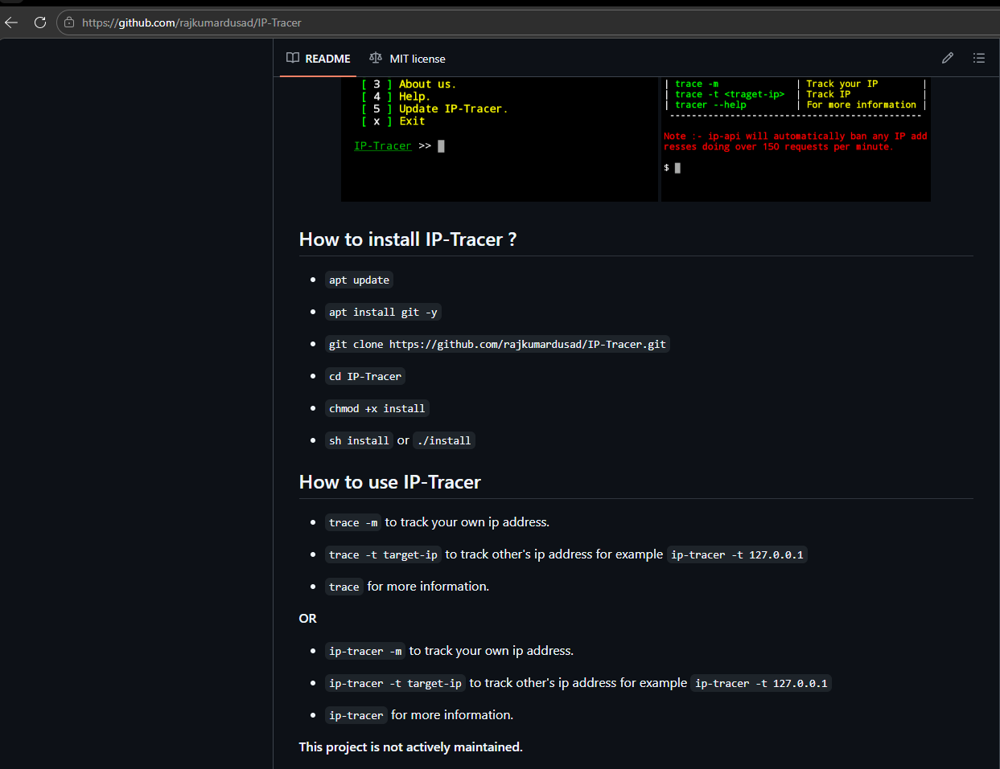 https://github.com/rajkumardusad/IP-Tracer
README MIT license
[ 3 ] About us.
[ 4 ] Help.
[ 5 ] Update IP-Tracer.
[ x ] Exit
IP-Tracer >>
| trace -m | Track your IP |
| trace -t <traget-ip> | Track IP |
| tracer --help | For more information |
----------------------------------------------
Note :- ip-api will automatically ban any IP add
resses doing over 150 requests per minute.
$
How to install IP-Tracer ?
apt update
apt install git -y
git clone https://github.com/rajkumardusad/IP-Tracer.git
cd IP-Tracer
chmod +x install
sh install or ./install
How to use IP-Tracer
trace -m to track your own ip address.
trace -t target-ip to track other's ip address for example ip-tracer -t 127.0.0.1
trace for more information.
OR
ip-tracer -m to track your own ip address.
ip-tracer -t target-ip to track other's ip address for example ip-tracer -t 127.0.0.1
ip-tracer for more information.
This project is not actively maintained.